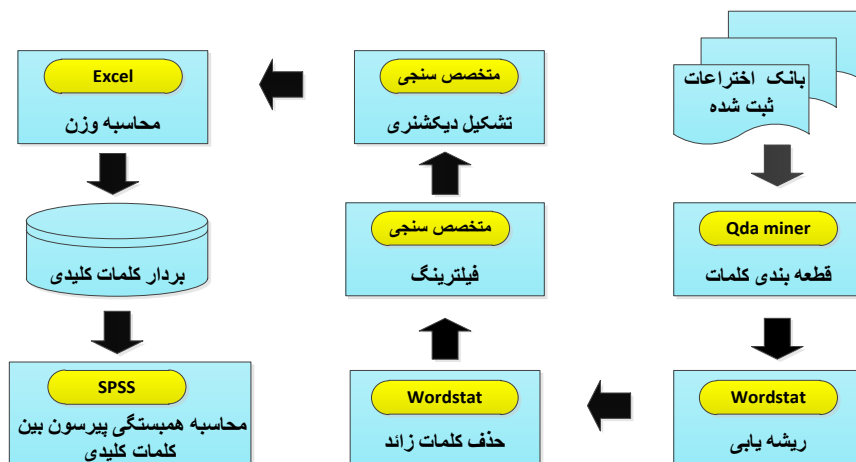 بانک اختراعات
ثبت شده
Qda miner
قطعه بندی کلمات
Wordstat
ریشه یابی
Wordstat
حذف کلمات زائد
متخصص سنجی
فیلترینگ
متخصص سنجی
تشکیل دیکشنری
Excel
محاسبه وزن
بردار کلمات کلیدی
SPSS
محاسبه همبستگی پیرسون بین
کلمات کلیدی